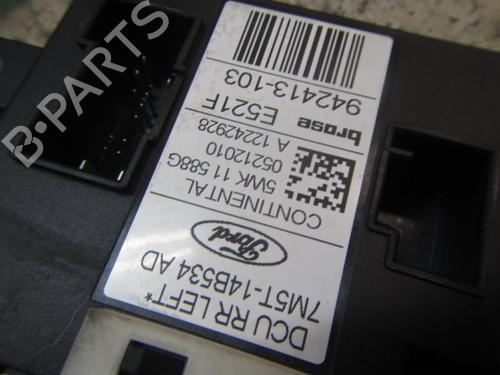 DCU RR LEFT*
7M5T-14B534 AD
Ford
CONTINENTAL
5WK 11 588G
05212010
A 12242928
brose E521F
942413-103
B-PARTS